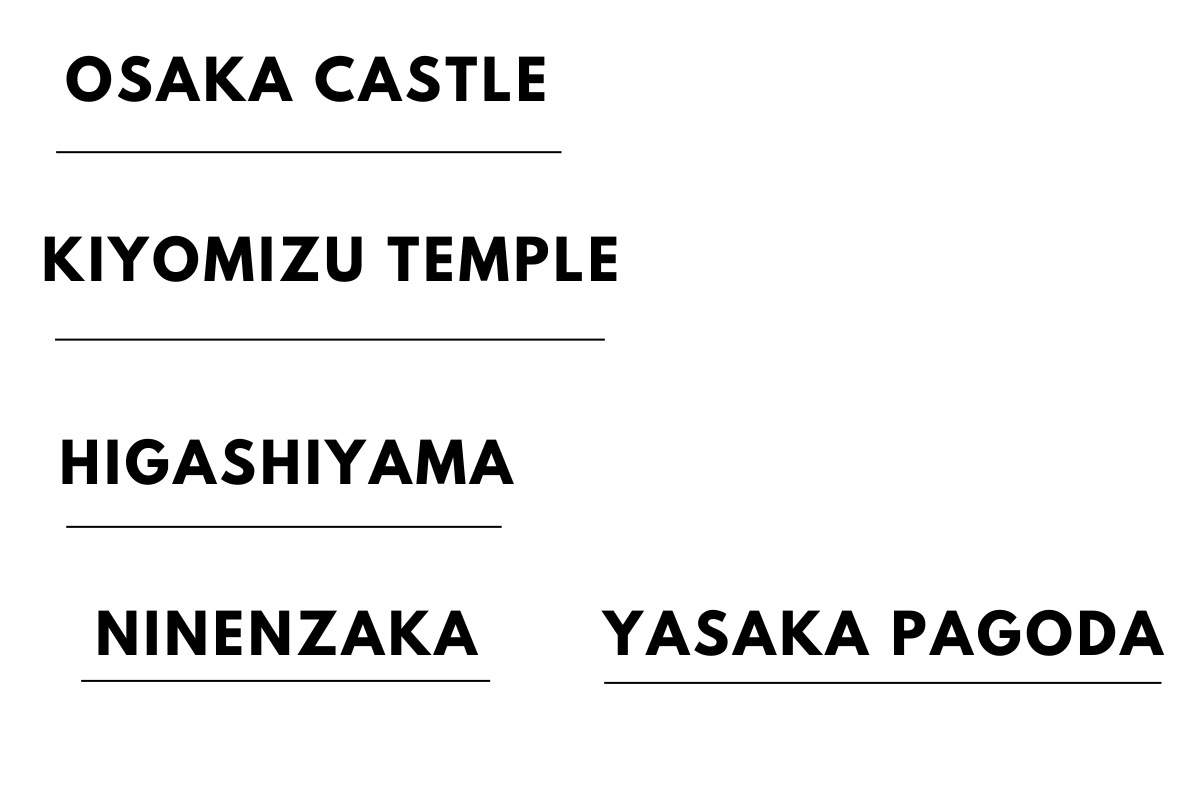 OSAKA CASTLE
KIYOMIZU TEMPLE
HIGASHIYAMA
NINENZAKA
YASAKA PAGODA